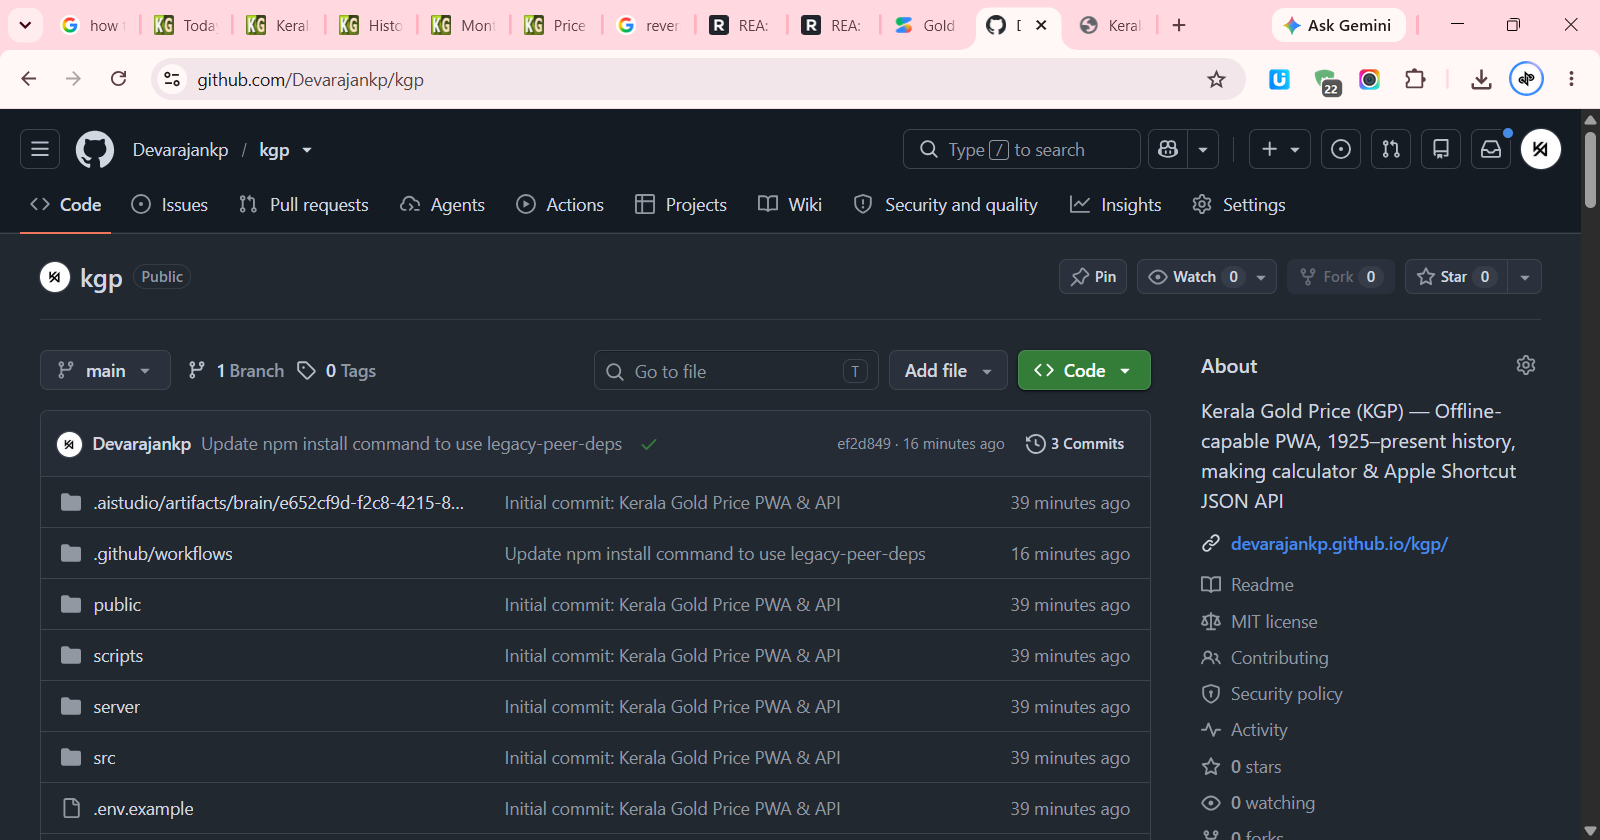 how
Today
Keral
Histo
Mont
Price
rever
REA:
REA:
Gold
Keral
Ask Gemini
github.com/Devarajankp/kgp
22
Devarajankp / kgp
Type / to search
Code
Issues
Pull requests
Agents
Actions
Projects
Wiki
Security and quality
Insights
Settings
kgp Public
Pin
Watch 0
Fork 0
Star 0
main
1 Branch
0 Tags
Go to file T
Add file
Code
Devarajankp Update npm install command to use legacy-peer-deps ef2d849 · 16 minutes ago 3 Commits
.aistudio/artifacts/brain/e652cf9d-f2c8-4215-8... Initial commit: Kerala Gold Price PWA & API 39 minutes ago
.github/workflows Update npm install command to use legacy-peer-deps 16 minutes ago
public Initial commit: Kerala Gold Price PWA & API 39 minutes ago
scripts Initial commit: Kerala Gold Price PWA & API 39 minutes ago
server Initial commit: Kerala Gold Price PWA & API 39 minutes ago
src Initial commit: Kerala Gold Price PWA & API 39 minutes ago
.env.example Initial commit: Kerala Gold Price PWA & API 39 minutes ago
About
Kerala Gold Price (KGP) — Offline-
capable PWA, 1925–present history,
making calculator & Apple Shortcut
JSON API
devarajankp.github.io/kgp/
Readme
MIT license
Contributing
Security policy
Activity
0 stars
0 watching
0 forks